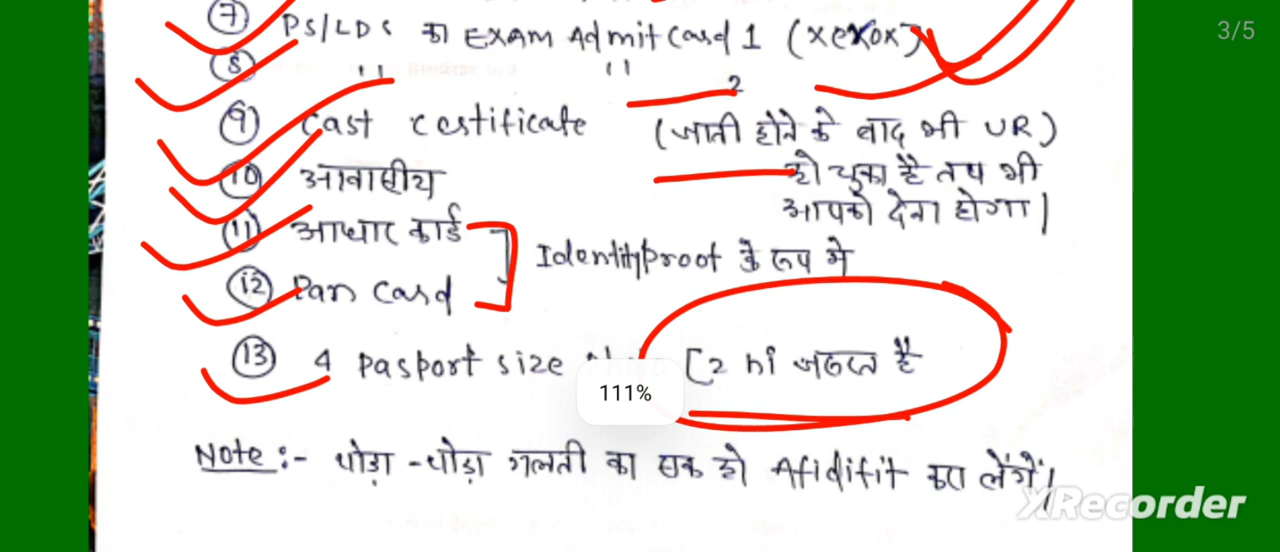 3/5
⑦ PS/LDC का EXAM Admit Card 1 (xerox)
⑧ 〃 〃 2
⑨ Cast certificate (जाती होने के बाद भी UR)
⑩ आवासीय हो चुका है तब भी
आपको देना होगा|
⑪ आधार कार्ड
Identity Proof के रूप में
⑫ Pan Card
⑬ 4 Pasport size [2 hi जरुरत है
111%
Note:- थोड़ा -थोड़ा गलती का एक हो Afidifit करा लेंगें|
XRecorder